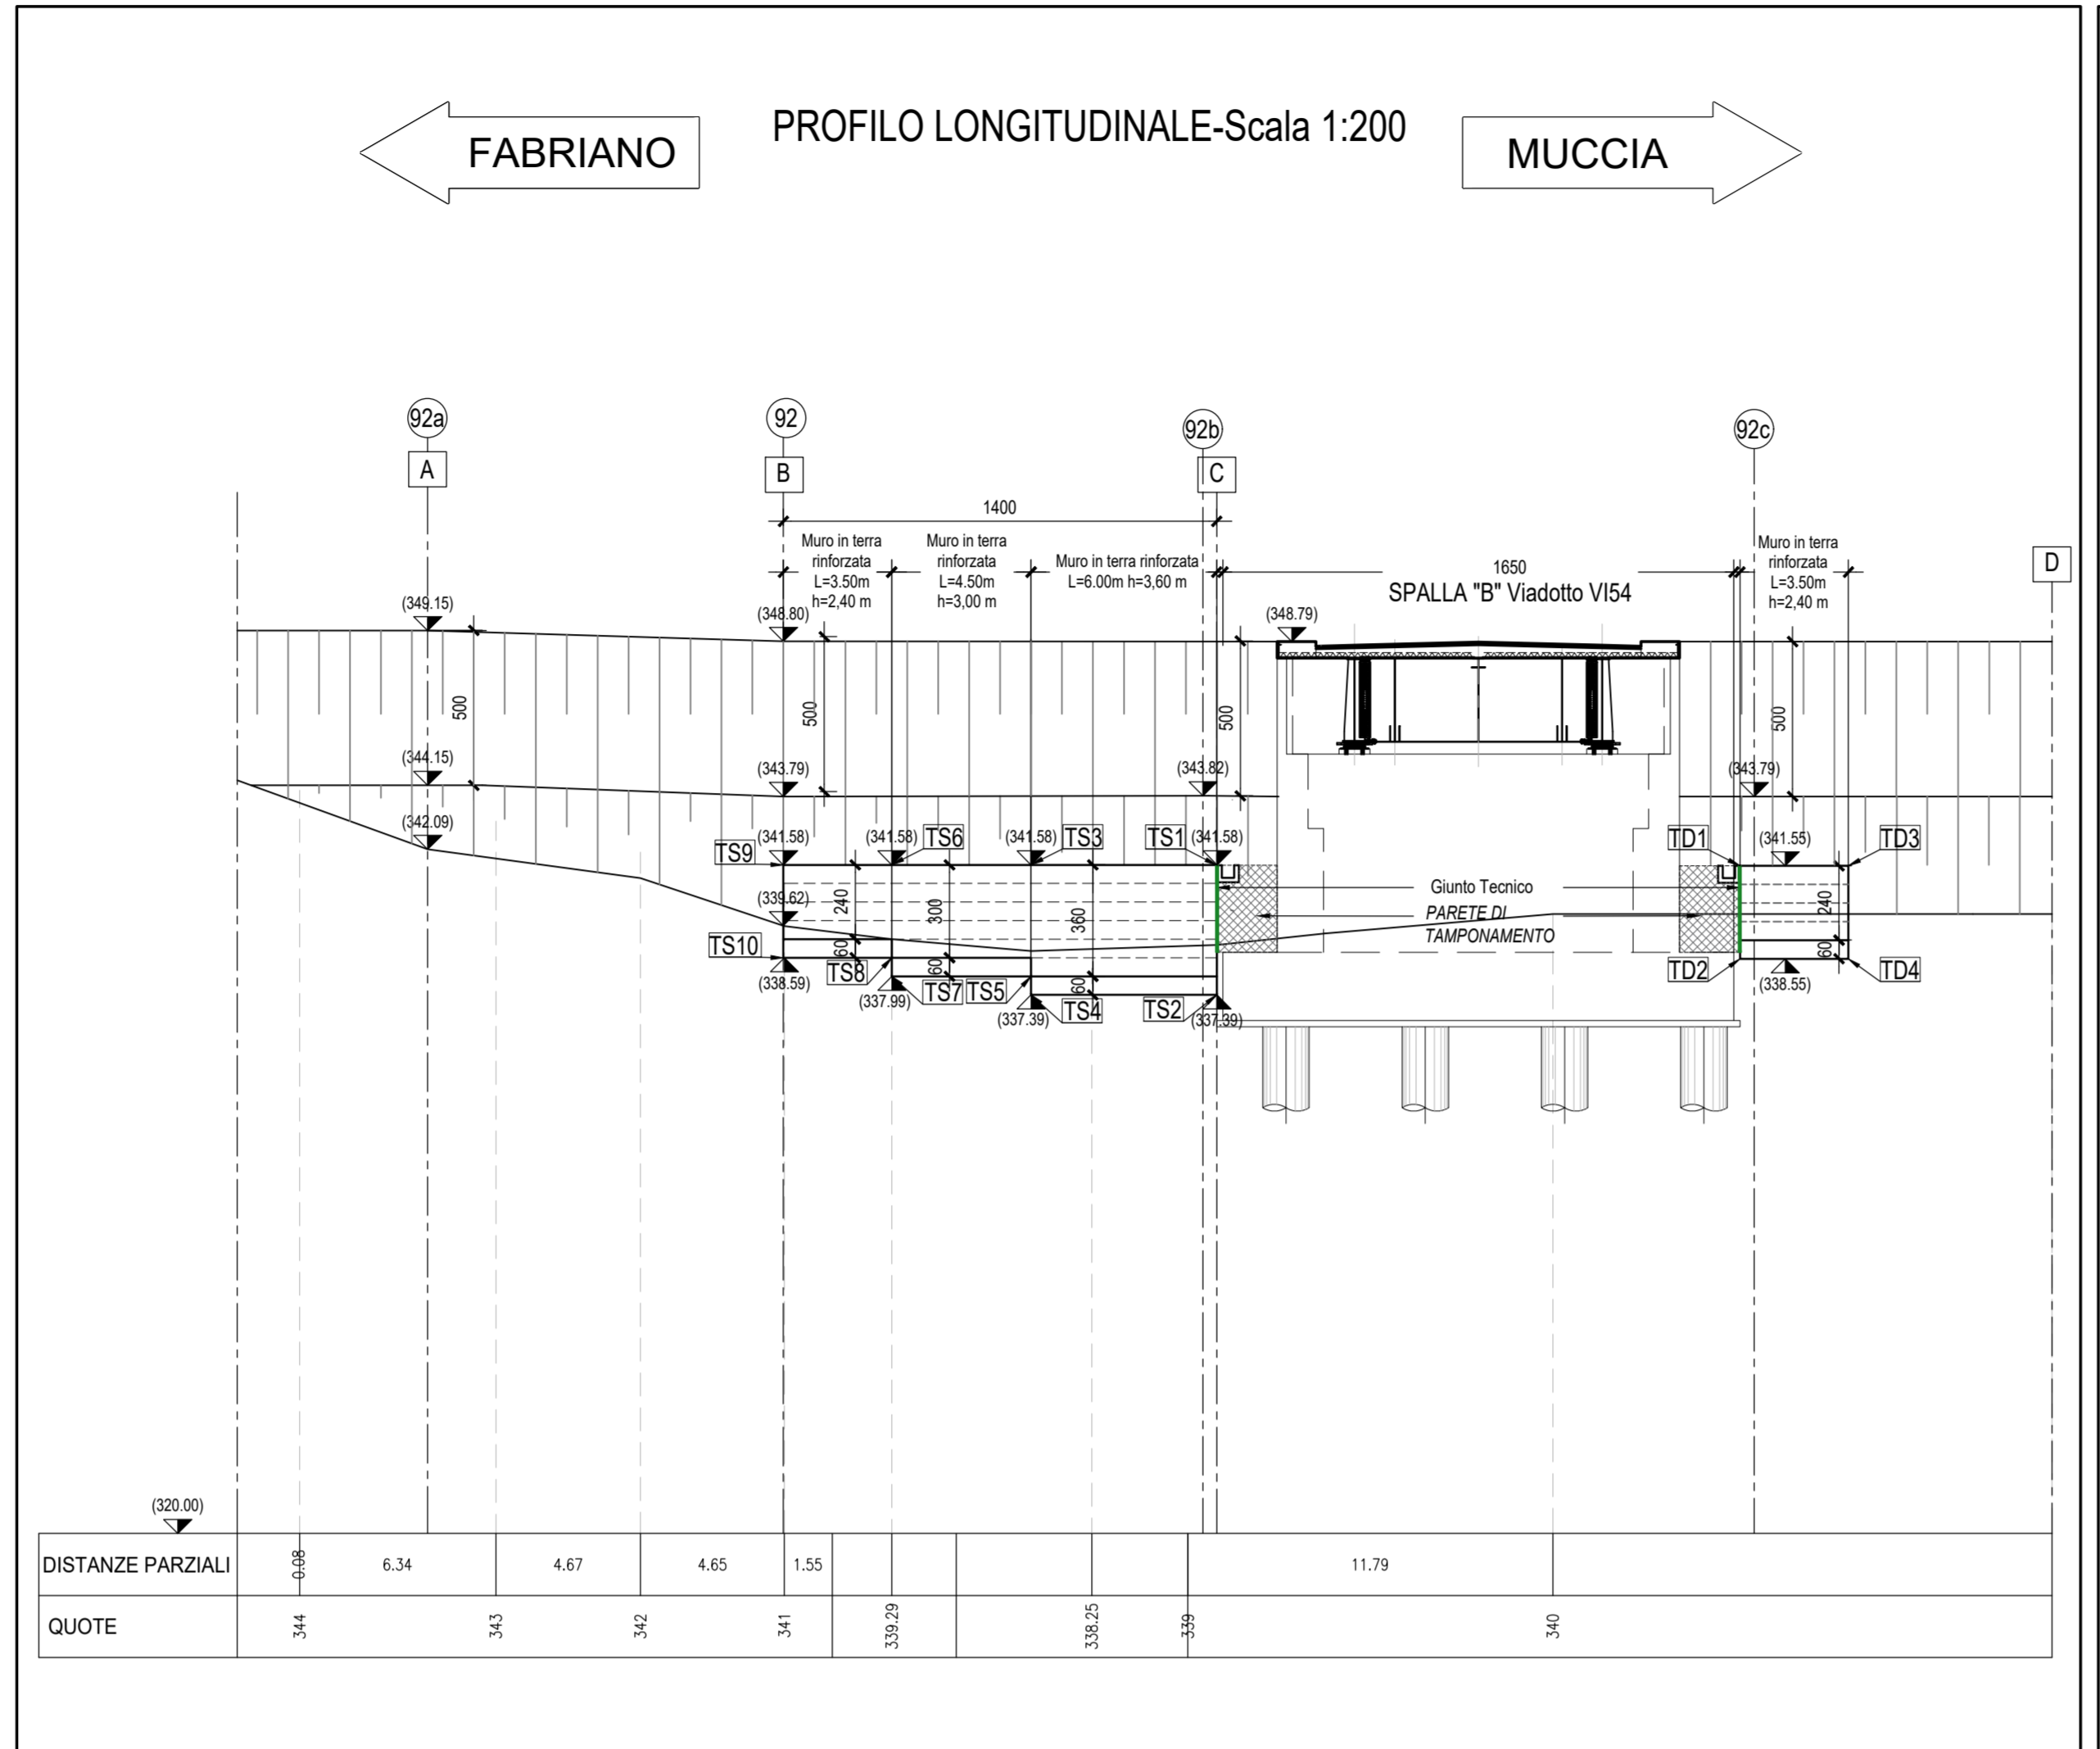 PROFILO LONGITUDINALE-Scala 1:200
FABRIANO
MUCCIA
92a
92
92b
92c
A
B
C
D
1400
Muro in terra
rinforzata
L=3.50m
h=2,40 m
Muro in terra
rinforzata
L=4.50m
h=3,00 m
Muro in terra rinforzata
L=6.00m h=3,60 m
1650
SPALLA "B" Viadotto VI54
Muro in terra
rinforzata
L=3.50m
h=2,40 m
(349.15)
(348.80)
(348.79)
500
500
500
500
(344.15)
(343.79)
(343.82)
(343.79)
(342.09)
(341.58)
(341.58)
TS6
(341.58)
TS3
TS1
(341.58)
TD1
(341.55)
TD3
TS9
(339.62)
240
300
360
240
Giunto Tecnico
PARETE DI
TAMPONAMENTO
TS10
60
60
60
60
(338.59)
TS8
(337.99)
TS7
TS5
(337.39)
TS4
TS2
(337.39)
TD2
(338.55)
TD4
(320.00)
DISTANZE PARZIALI
0.08
6.34
4.67
4.65
1.55
11.79
QUOTE
344
343
342
341
339.29
338.25
339
340